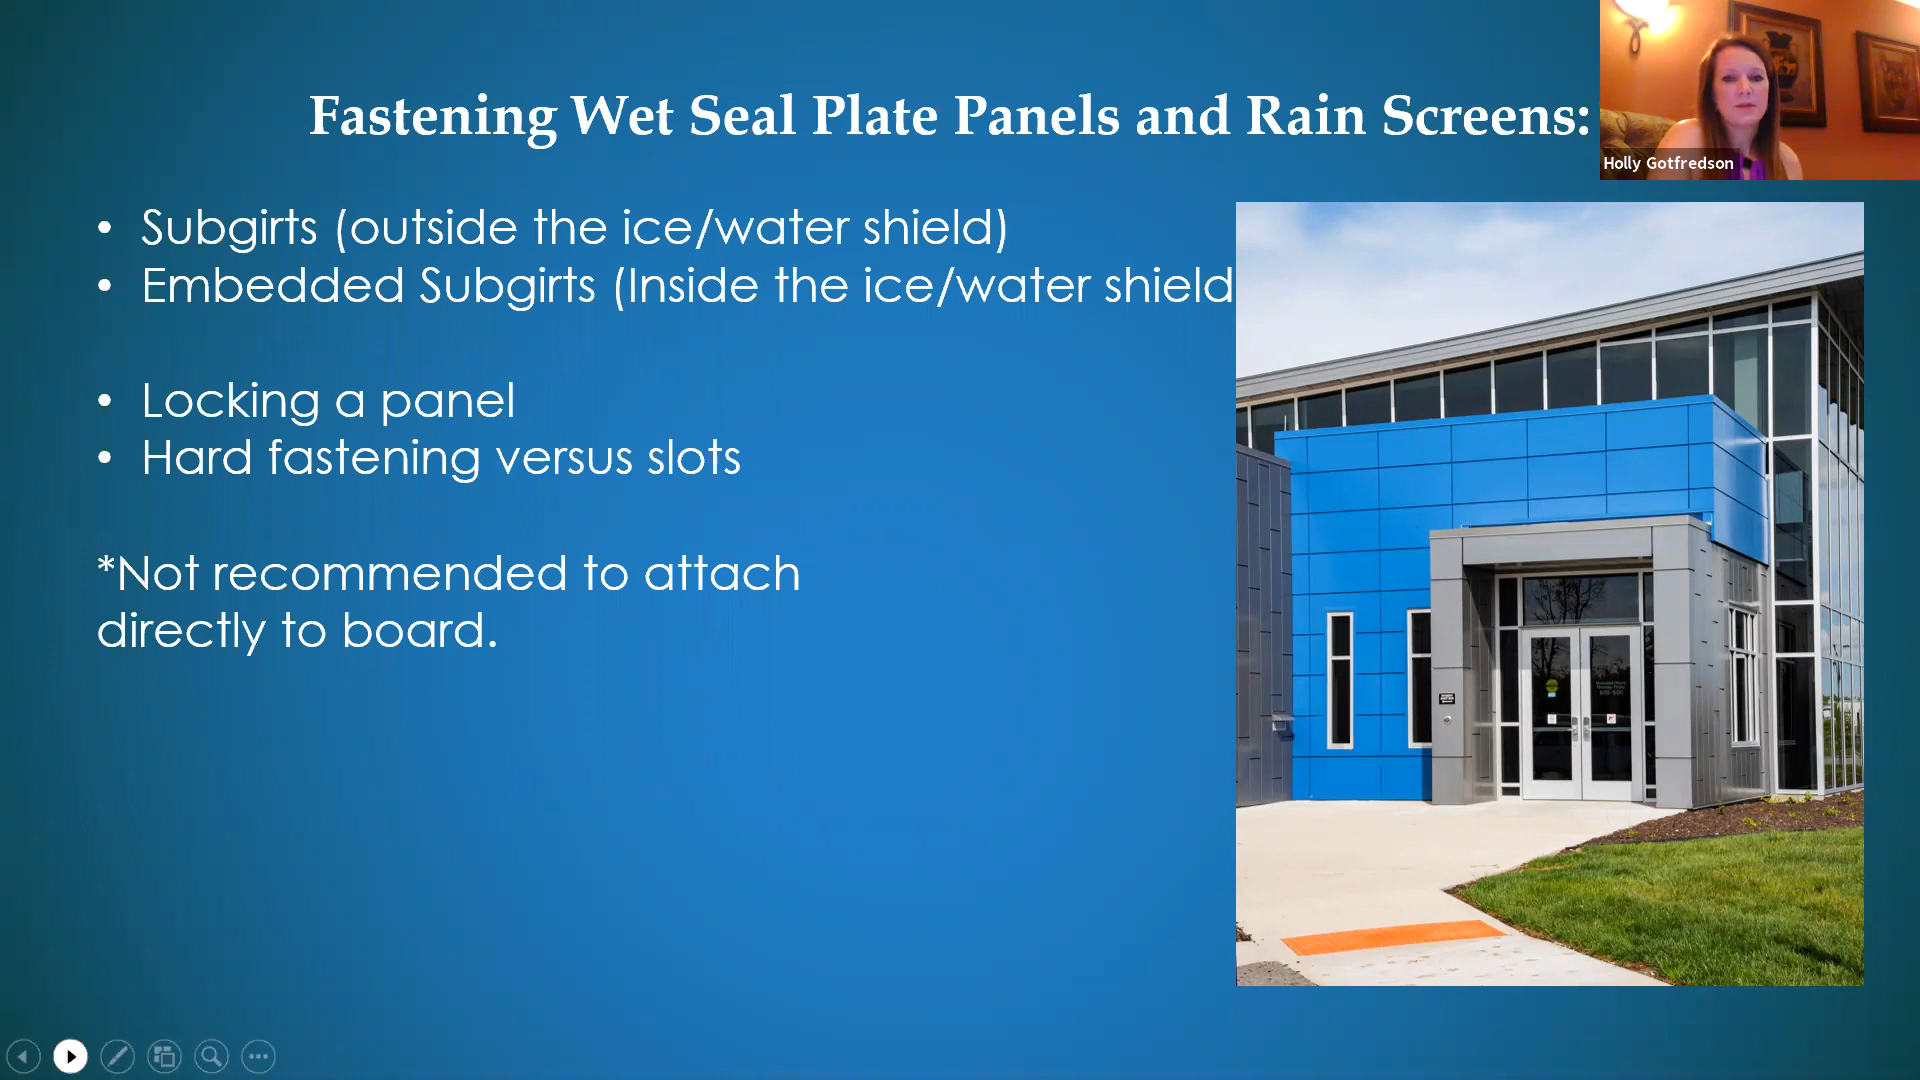 Fastening Wet Seal Plate Panels and Rain Screens:
Holly Gotfredson
• Subgirts (outside the ice/water shield)
• Embedded Subgirts (Inside the ice/water shield
• Locking a panel
• Hard fastening versus slots
*Not recommended to attach
directly to board.